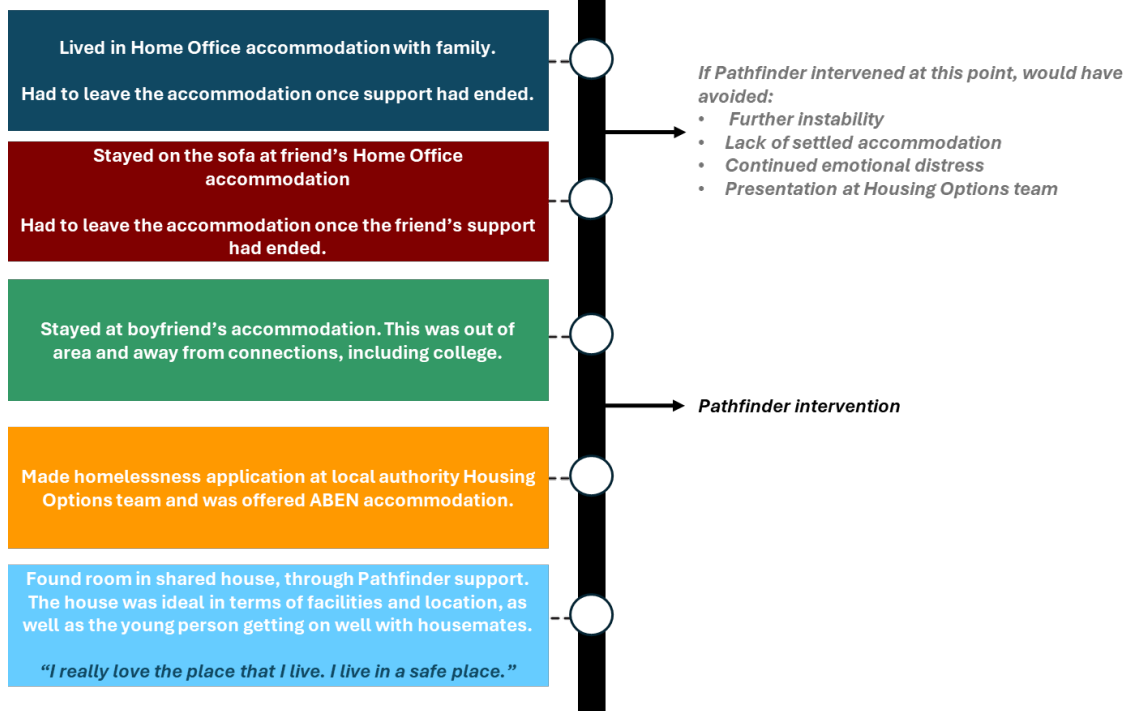 Lived in Home Office accommodation with family.
Had to leave the accommodation once support had ended.
If Pathfinder intervened at this point, would have
avoided:
• Further instability
• Lack of settled accommodation
• Continued emotional distress
• Presentation at Housing Options team
Stayed on the sofa at friend's Home Office
accommodation
Had to leave the accommodation once the friend's support
had ended.
Stayed at boyfriend's accommodation. This was out of
area and away from connections, including college.
Pathfinder intervention
Made homelessness application at local authority Housing
Options team and was offered ABEN accommodation.
Found room in shared house, through Pathfinder support.
The house was ideal in terms of facilities and location, as
well as the young person getting on well with housemates.
“I really love the place that I live. I live in a safe place.”